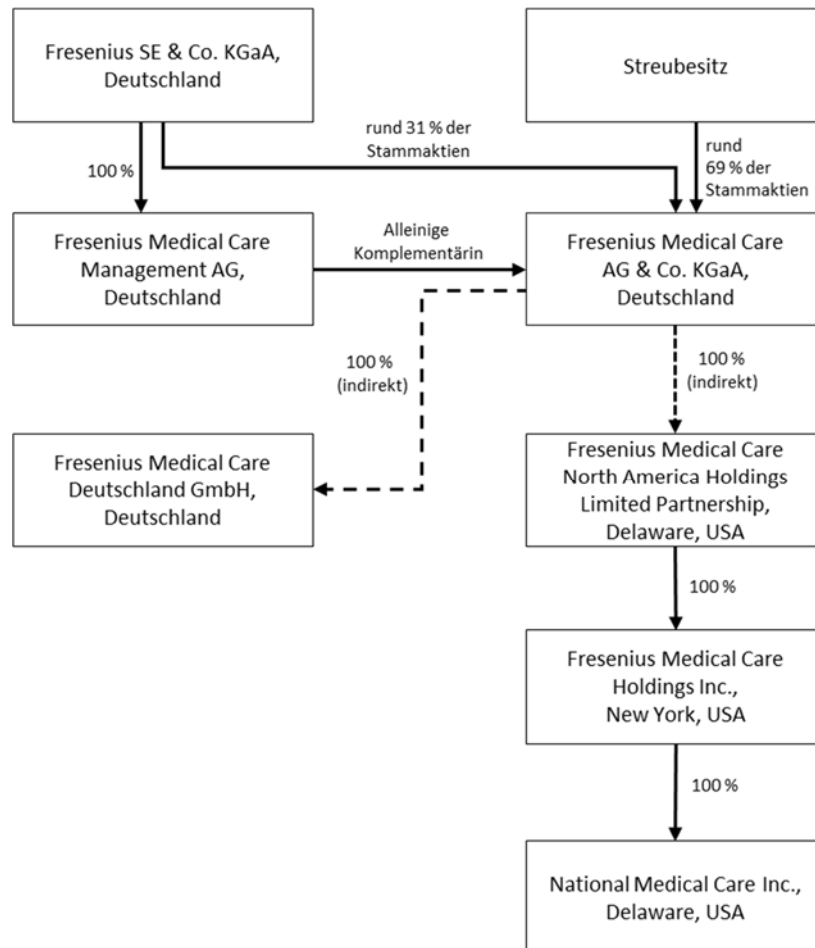 Fresenius SE & Co. KGaA,
Deutschland
Streubesitz
rund 31 % der
Stammaktien
100 %
rund
69 % der
Stammaktien
Fresenius Medical Care
Management AG,
Deutschland
Alleinige
Komplementärin
Fresenius Medical Care
AG & Co. KGaA,
Deutschland
100 %
(indirekt)
100 %
(indirekt)
Fresenius Medical Care
Deutschland GmbH,
Deutschland
Fresenius Medical Care
North America Holdings
Limited Partnership,
Delaware, USA
100 %
Fresenius Medical Care
Holdings Inc.,
New York, USA
100 %
National Medical Care Inc.,
Delaware, USA